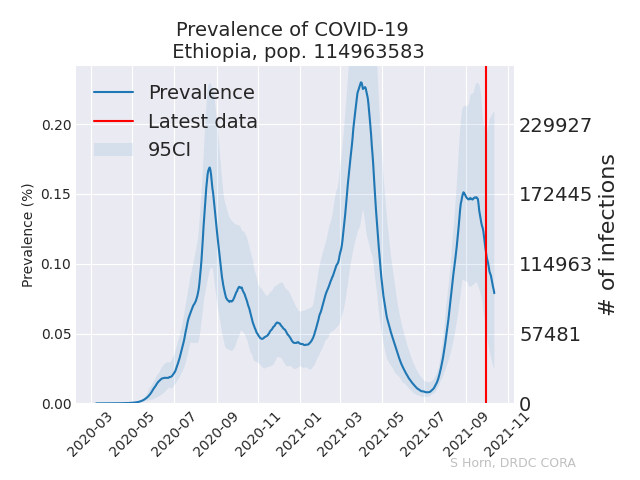 Prevalence of COVID-19
Ethiopia, pop. 114963583
Prevalence
Latest data
95CI
Prevalence (%)
0.20
0.15
0.10
0.05
0.00
229927
172445
114963
57481
0
# of infections
2020-03
2020-05
2020-07
2020-09
2020-11
2021-01
2021-03
2021-05
2021-07
2021-09
2021-11
S Horn, DRDC CORA